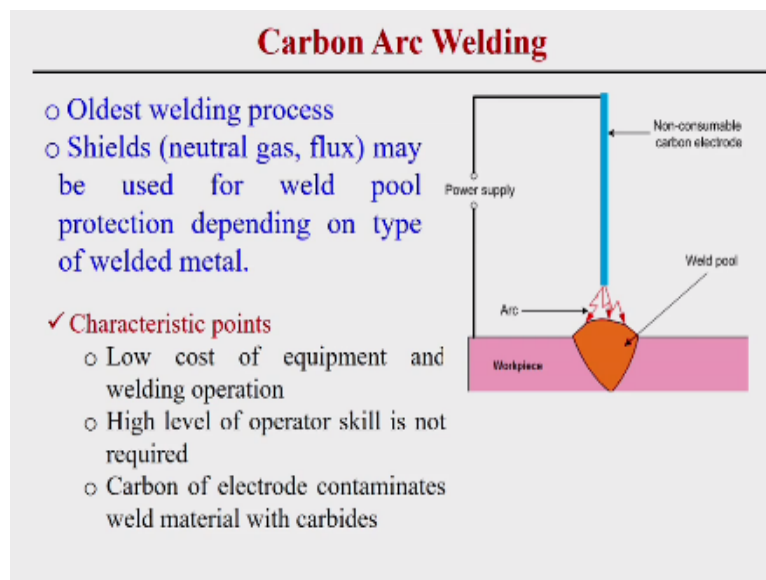 Carbon Arc Welding
o Oldest welding process
o Shields (neutral gas, flux) may
be used for weld pool
protection depending on type
of welded metal.
✓ Characteristic points
o Low cost of equipment and
welding operation
o High level of operator skill is not
required
o Carbon of electrode contaminates
weld material with carbides
Non-consumable
carbon electrode
Power supply
Weld pool
Arc
Workpiece